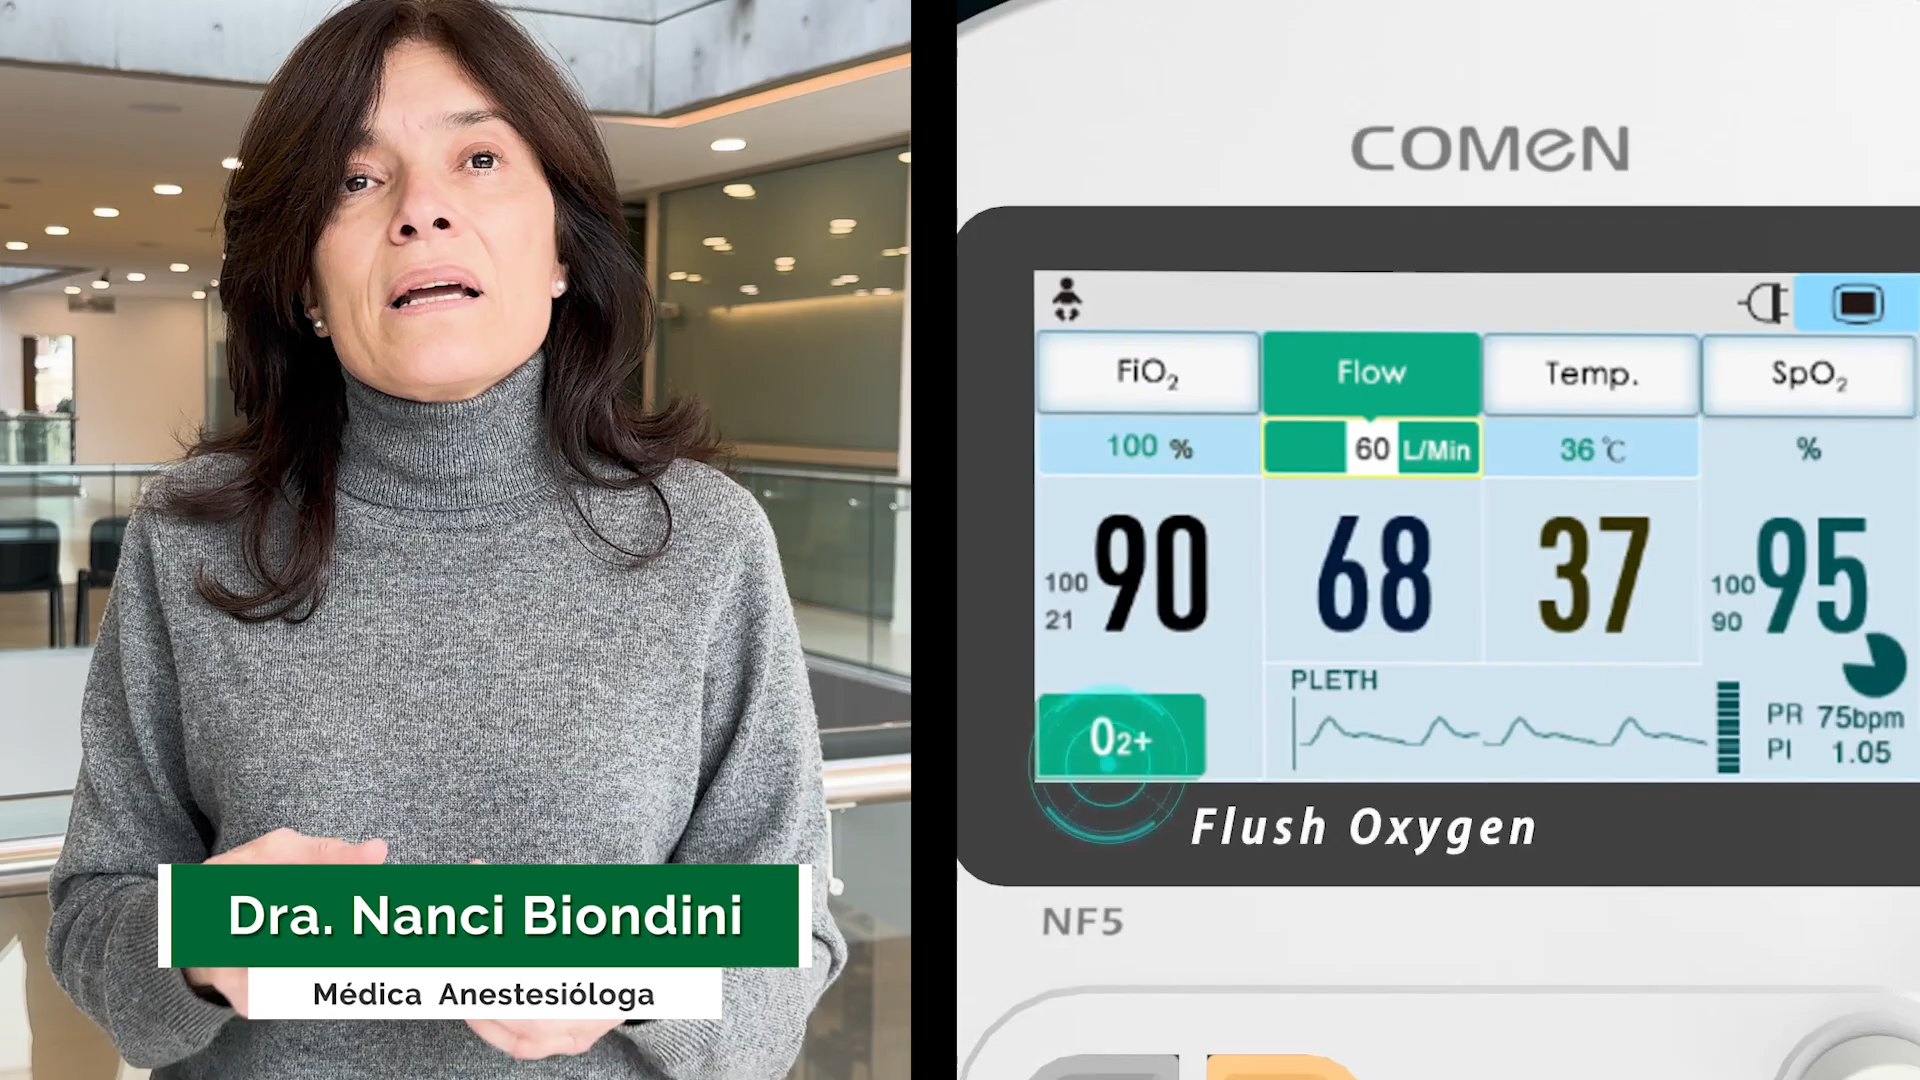 Dra. Nanci Biondini
Médica Anestesióloga
COMeN
FiO2 Flow Temp. SpO2
100 % 60 L/Min 36 ℃ %
90 68 37 95
100 100
21 90
PLETH
O2+
PR 75bpm
PI 1.05
Flush Oxygen
NF5